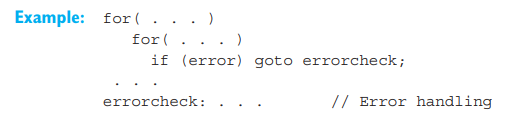 Example: for( . . . )
for( . . . )
if (error) goto errorcheck;
. . .
errorcheck: . . . // Error handling